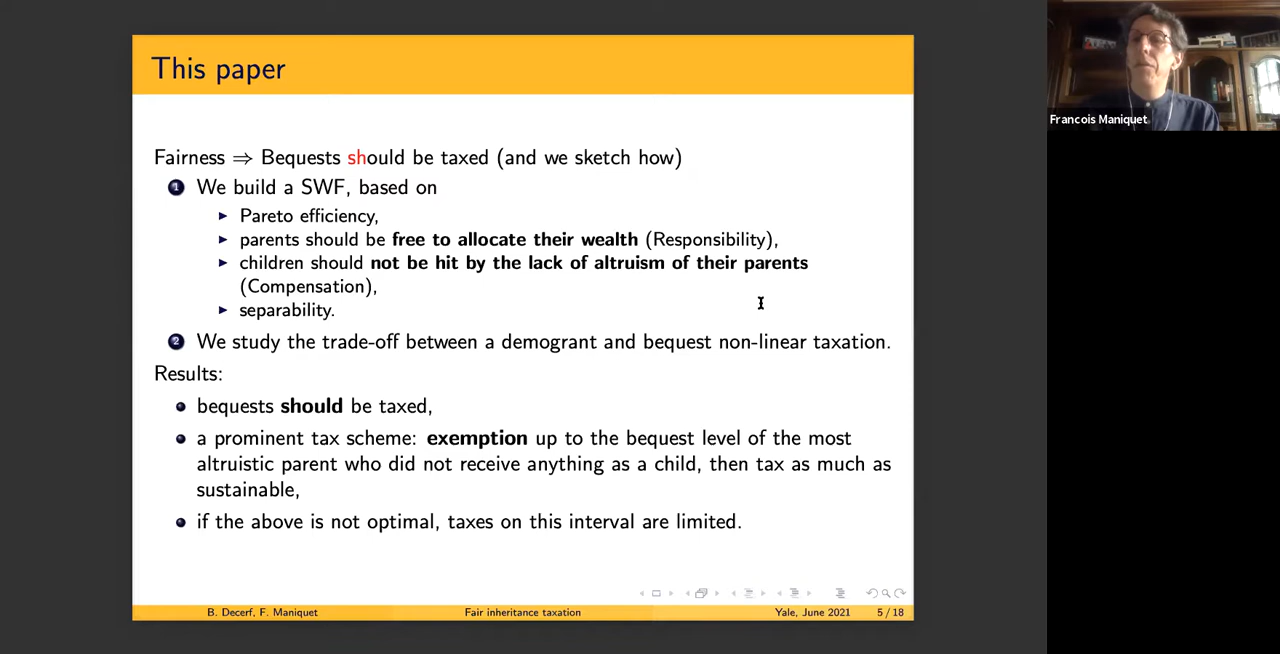 This paper
Francois Maniquet
Fairness ⇒ Bequests should be taxed (and we sketch how)
1 We build a SWF, based on
▶ Pareto efficiency,
▶ parents should be free to allocate their wealth (Responsibility),
▶ children should not be hit by the lack of altruism of their parents
(Compensation),
▶ separability.
2 We study the trade-off between a demogrant and bequest non-linear taxation.
Results:
• bequests should be taxed,
• a prominent tax scheme: exemption up to the bequest level of the most
altruistic parent who did not receive anything as a child, then tax as much as
sustainable,
• if the above is not optimal, taxes on this interval are limited.
B. Decerf, F. Maniquet Fair inheritance taxation Yale, June 2021 5 / 18